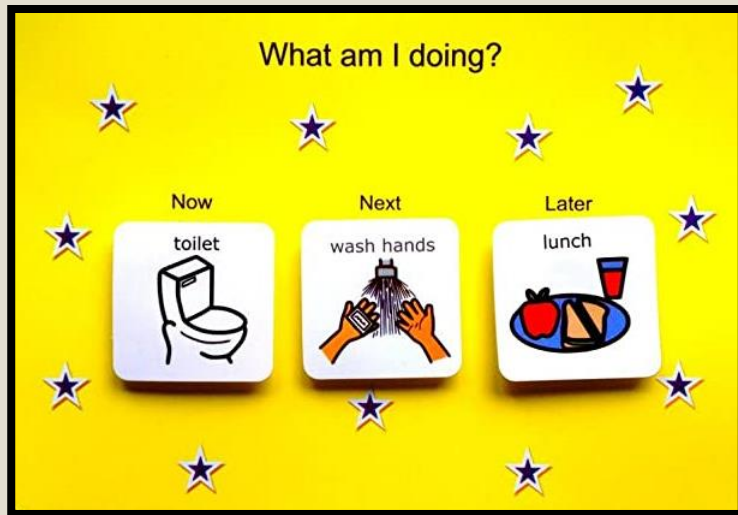 What am I doing?
Now Next Later
toilet
wash hands
lunch